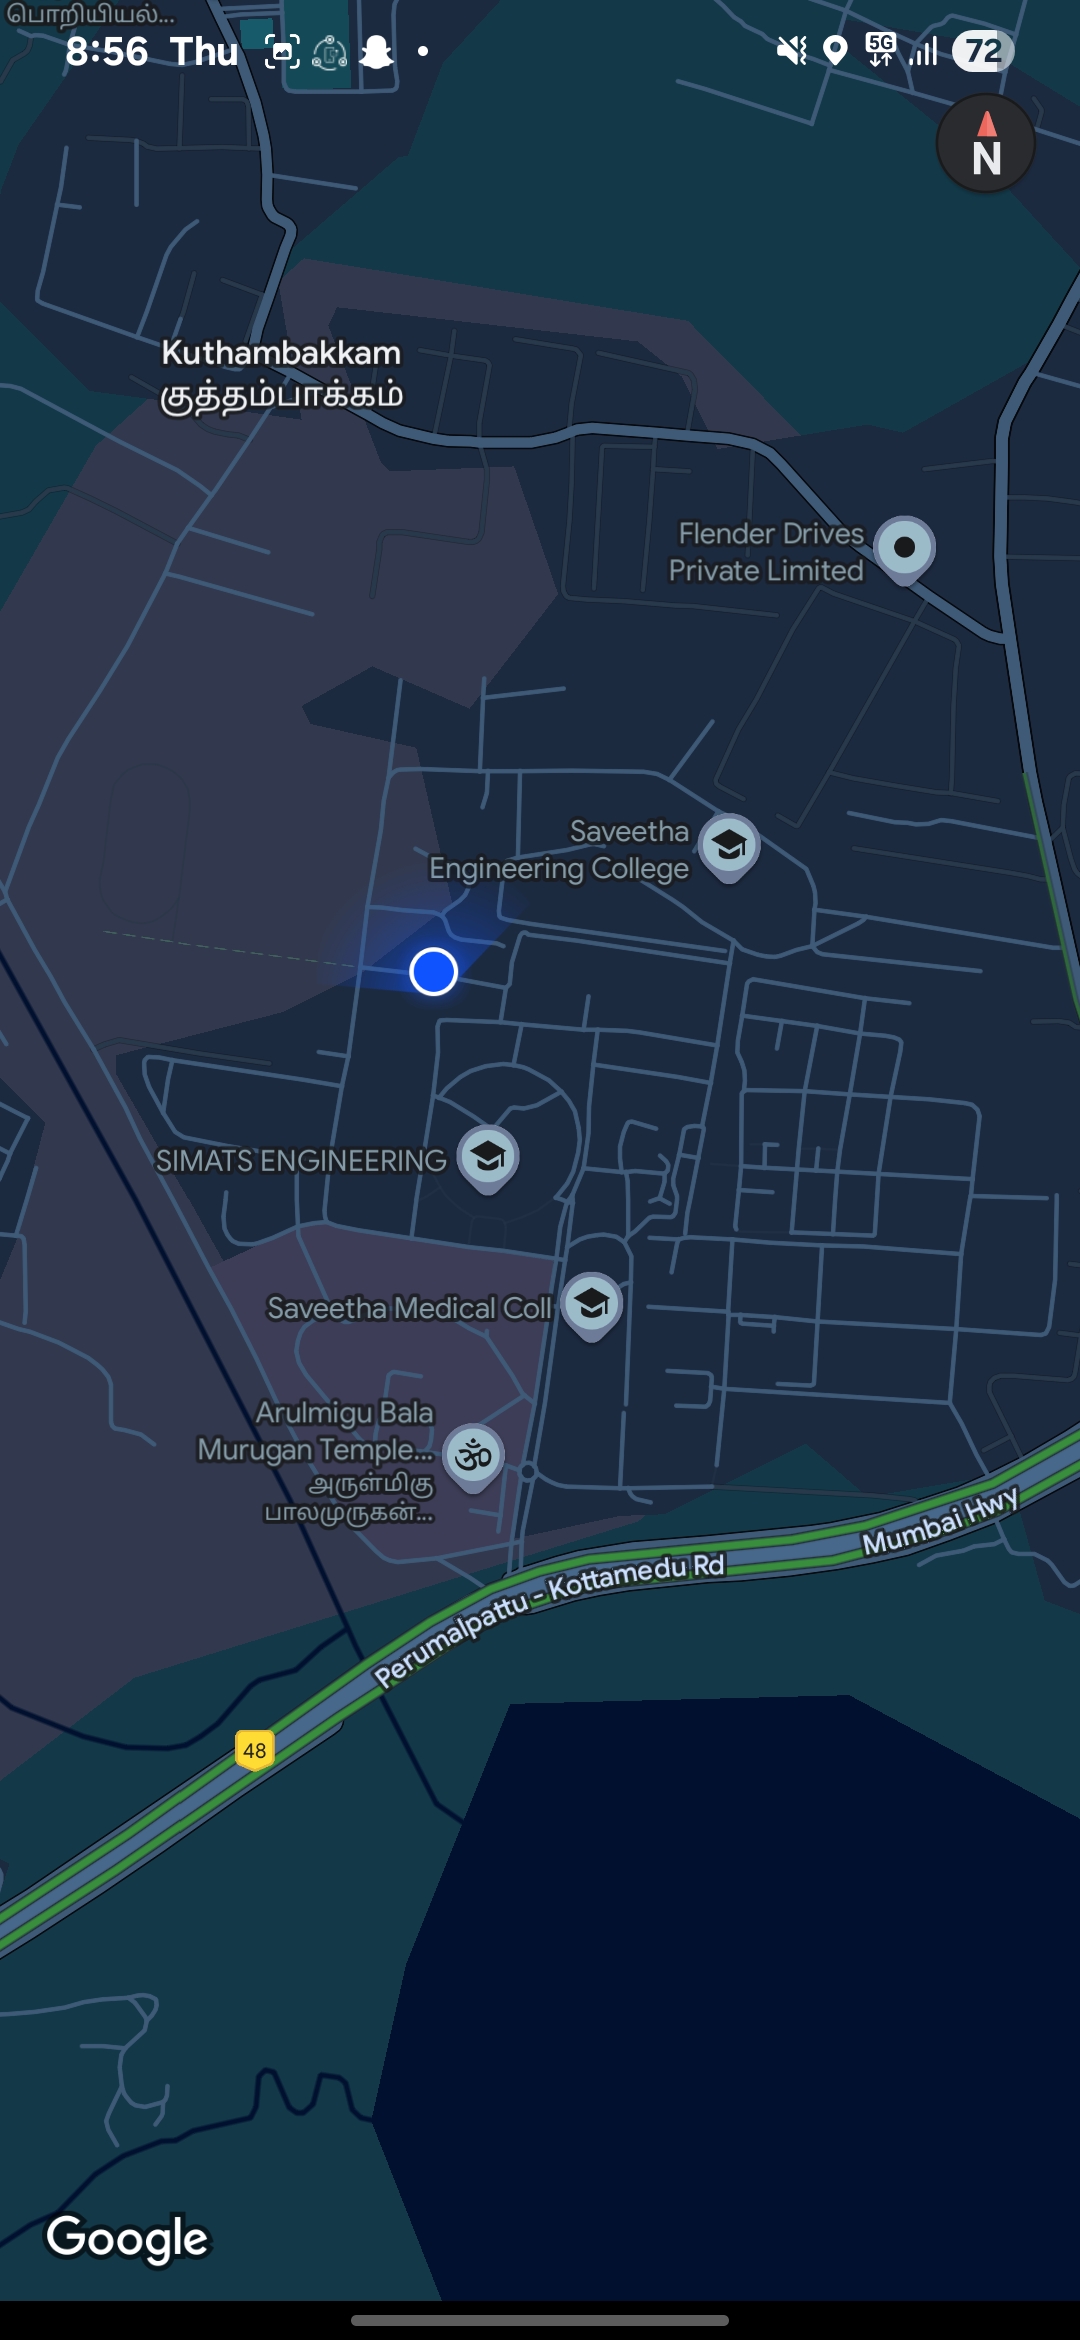 பொறியியல்...
8:56 Thu
5G
72
N
Kuthambakkam
குத்தம்பாக்கம்
Flender Drives
Private Limited
Saveetha
Engineering College
SIMATS ENGINEERING
Saveetha Medical Coll
Arulmigu Bala
Murugan Temple...
அருள்மிகு
பாலமுருகன்...
Mumbai Hwy
Perumalpattu - Kottamedu Rd
48
Google